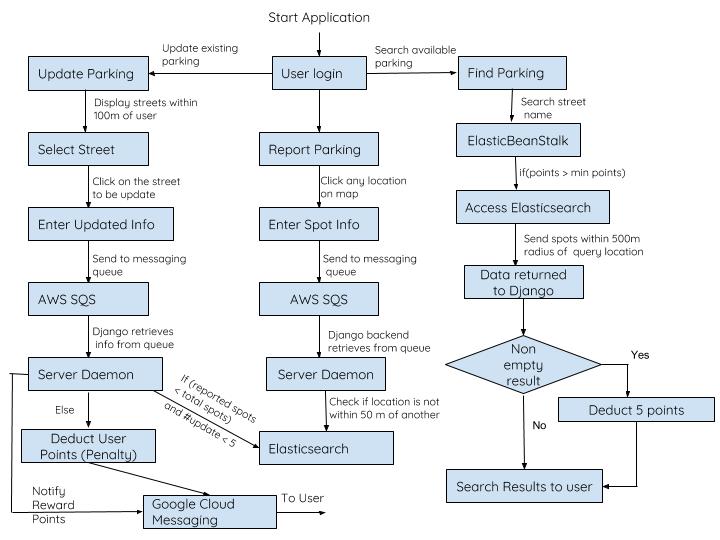 Start Application
Update existing
parking
Search available
parking
Update Parking
User login
Find Parking
Display streets within
100m of user
Search street
name
Select Street
Report Parking
ElasticBeanStalk
Click on the street
to be update
Click any location
on map
if(points > min points)
Enter Updated Info
Enter Spot Info
Access Elasticsearch
Send to messaging
queue
Send to messaging
queue
Send spots within 500m
radius of query location
AWS SQS
AWS SQS
Data returned
to Django
Django retrieves
info from queue
Django backend
retrieves from queue
Non
empty
result
Yes
Server Daemon
Server Daemon
If (reported spots
< total spots)
and #update < 5
Check if location is not
within 50 m of another
Deduct 5 points
Else
No
Deduct User
Points (Penalty)
Elasticsearch
Search Results to user
Notify
Reward
Points
Google Cloud
Messaging
To User